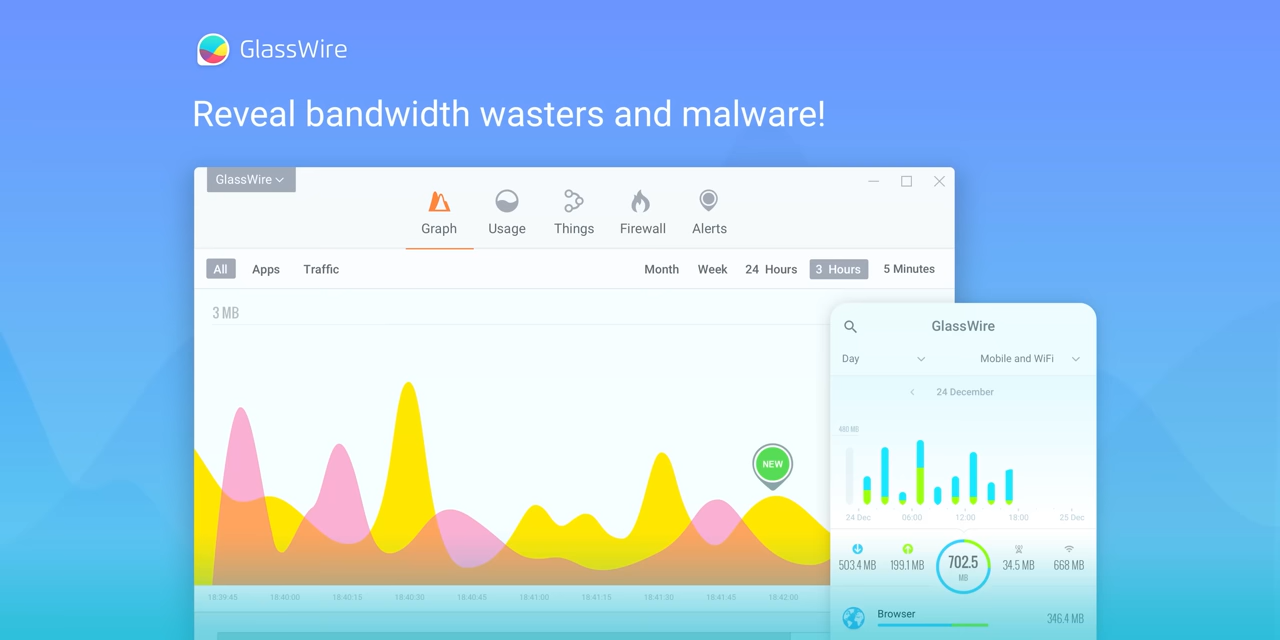 GlassWire
Reveal bandwidth wasters and malware!
GlassWire
Graph Usage Things Firewall Alerts
All Apps Traffic Month Week 24 Hours 3 Hours 5 Minutes
3 MB
NEW
18:39:45 18:40:00 18:40:15 18:40:30 18:40:45 18:41:00 18:41:15 18:41:30 18:41:45 18:42:00
GlassWire
Day Mobile and WiFi
24 December
480 MB
24 Dec 06:00 12:00 18:00 25 Dec
503.4 MB 199.1 MB 702.5 MB 34.5 MB 668 MB
Browser 346.4 MB